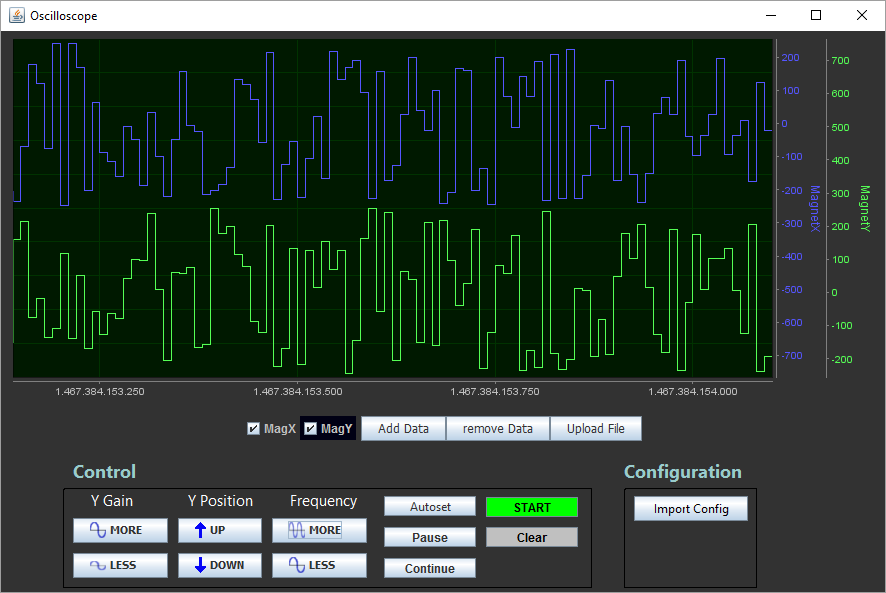 Oscilloscope
200
100
0
-100
-200
-300
-400
-500
-600
-700
MagnetX
700
600
500
400
300
200
100
0
-100
-200
MagnetY
1.467.384.153.250 1.467.384.153.500 1.467.384.153.750 1.467.384.154.000
MagX MagY Add Data remove Data Upload File
Control
Configuration
Y Gain Y Position Frequency
MORE UP MORE
LESS DOWN LESS
Autoset START
Pause Clear
Continue
Import Config